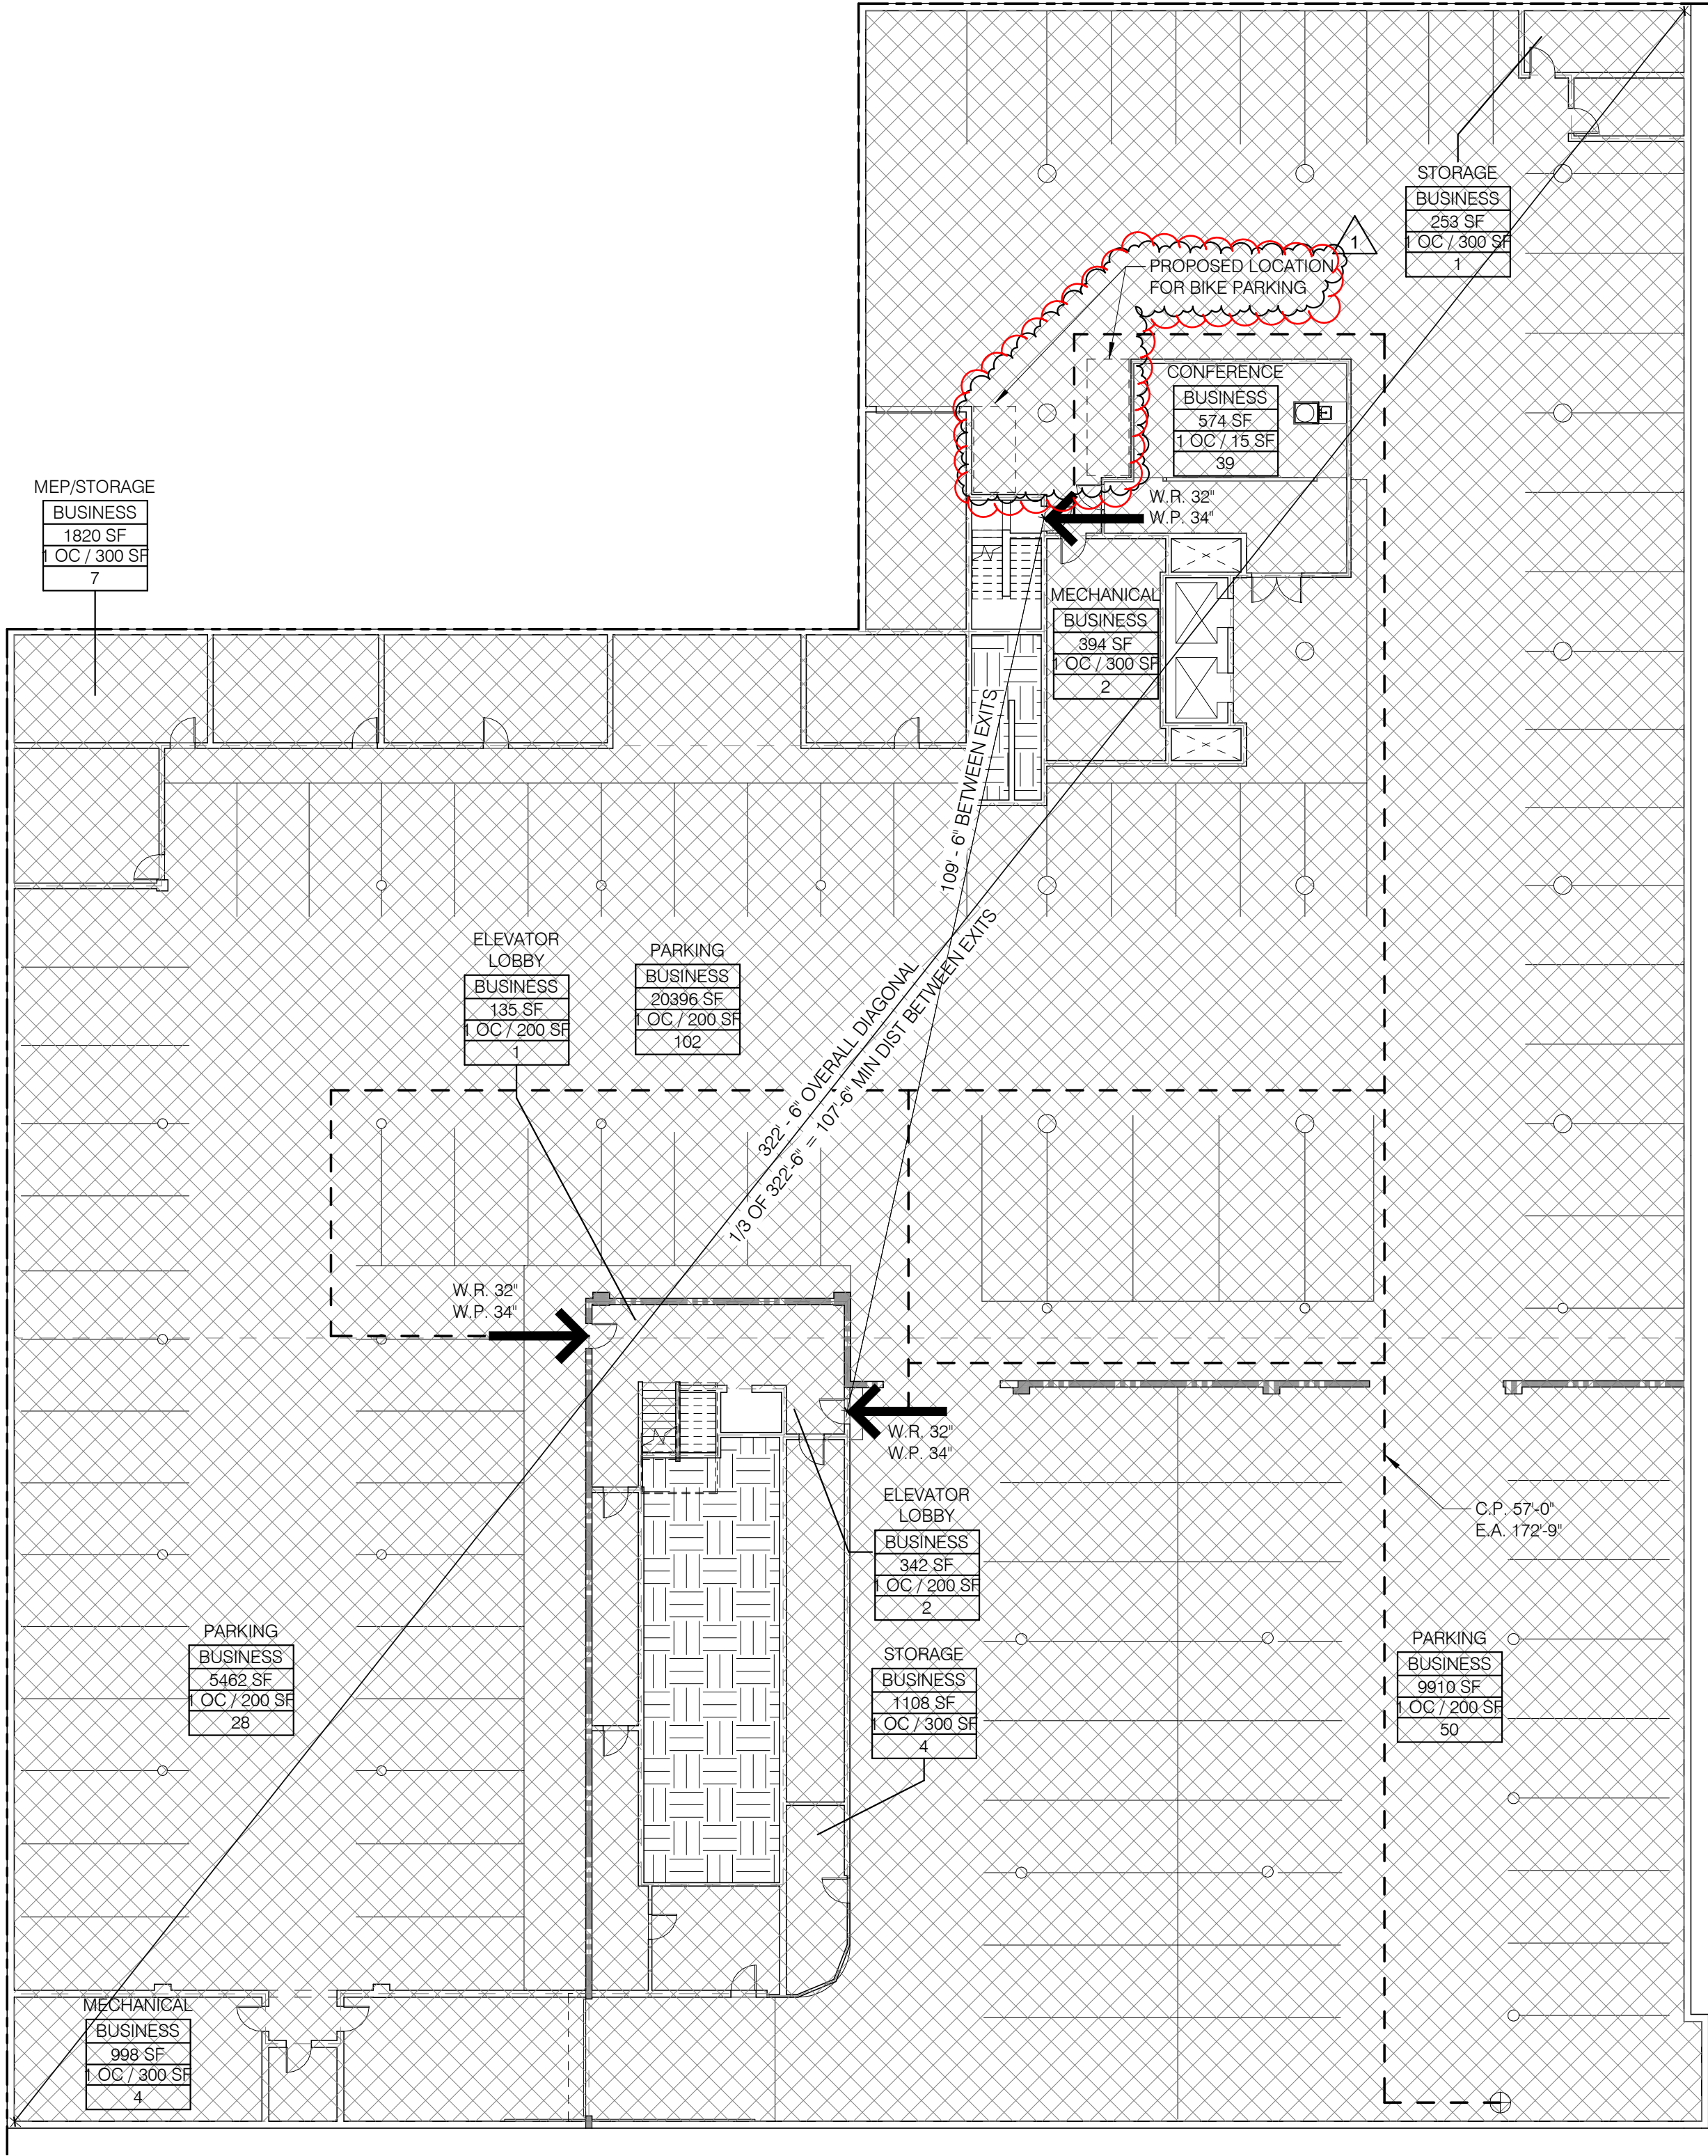 STORAGE
BUSINESS
253 SF
1 OC / 300 SF
1
1
PROPOSED LOCATION
FOR BIKE PARKING
CONFERENCE
BUSINESS
574 SF
1 OC / 15 SF
39
W.R. 32"
W.P. 34"
MEP/STORAGE
BUSINESS
1820 SF
1 OC / 300 SF
7
MECHANICAL
BUSINESS
394 SF
1 OC / 300 SF
2
109' - 6" BETWEEN EXITS
ELEVATOR
LOBBY
BUSINESS
135 SF
1 OC / 200 SF
1
PARKING
BUSINESS
20396 SF
1 OC / 200 SF
102
322' - 6" OVERALL DIAGONAL
1/3 OF 322'-6" = 107'-6" MIN DIST BETWEEN EXITS
W.R. 32"
W.P. 34"
W.R. 32"
W.P. 34"
ELEVATOR
LOBBY
BUSINESS
342 SF
1 OC / 200 SF
2
C.P. 57'-0"
E.A. 172'-9"
PARKING
BUSINESS
5462 SF
1 OC / 200 SF
28
STORAGE
BUSINESS
1108 SF
1 OC / 300 SF
4
PARKING
BUSINESS
9910 SF
1 OC / 200 SF
50
MECHANICAL
BUSINESS
998 SF
1 OC / 300 SF
4